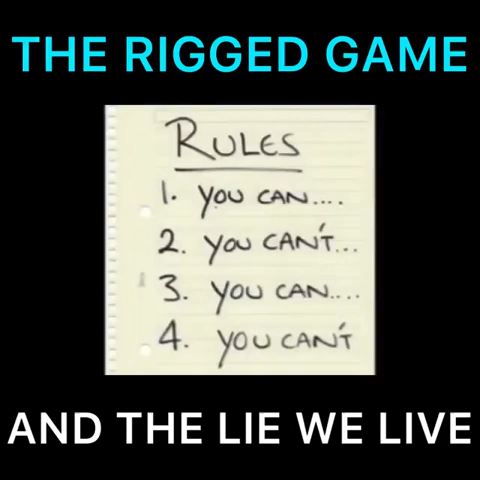 THE RIGGED GAME
RULES
1. YOU CAN....
2. YOU CAN'T...
3. YOU CAN....
4. YOU CAN'T
AND THE LIE WE LIVE